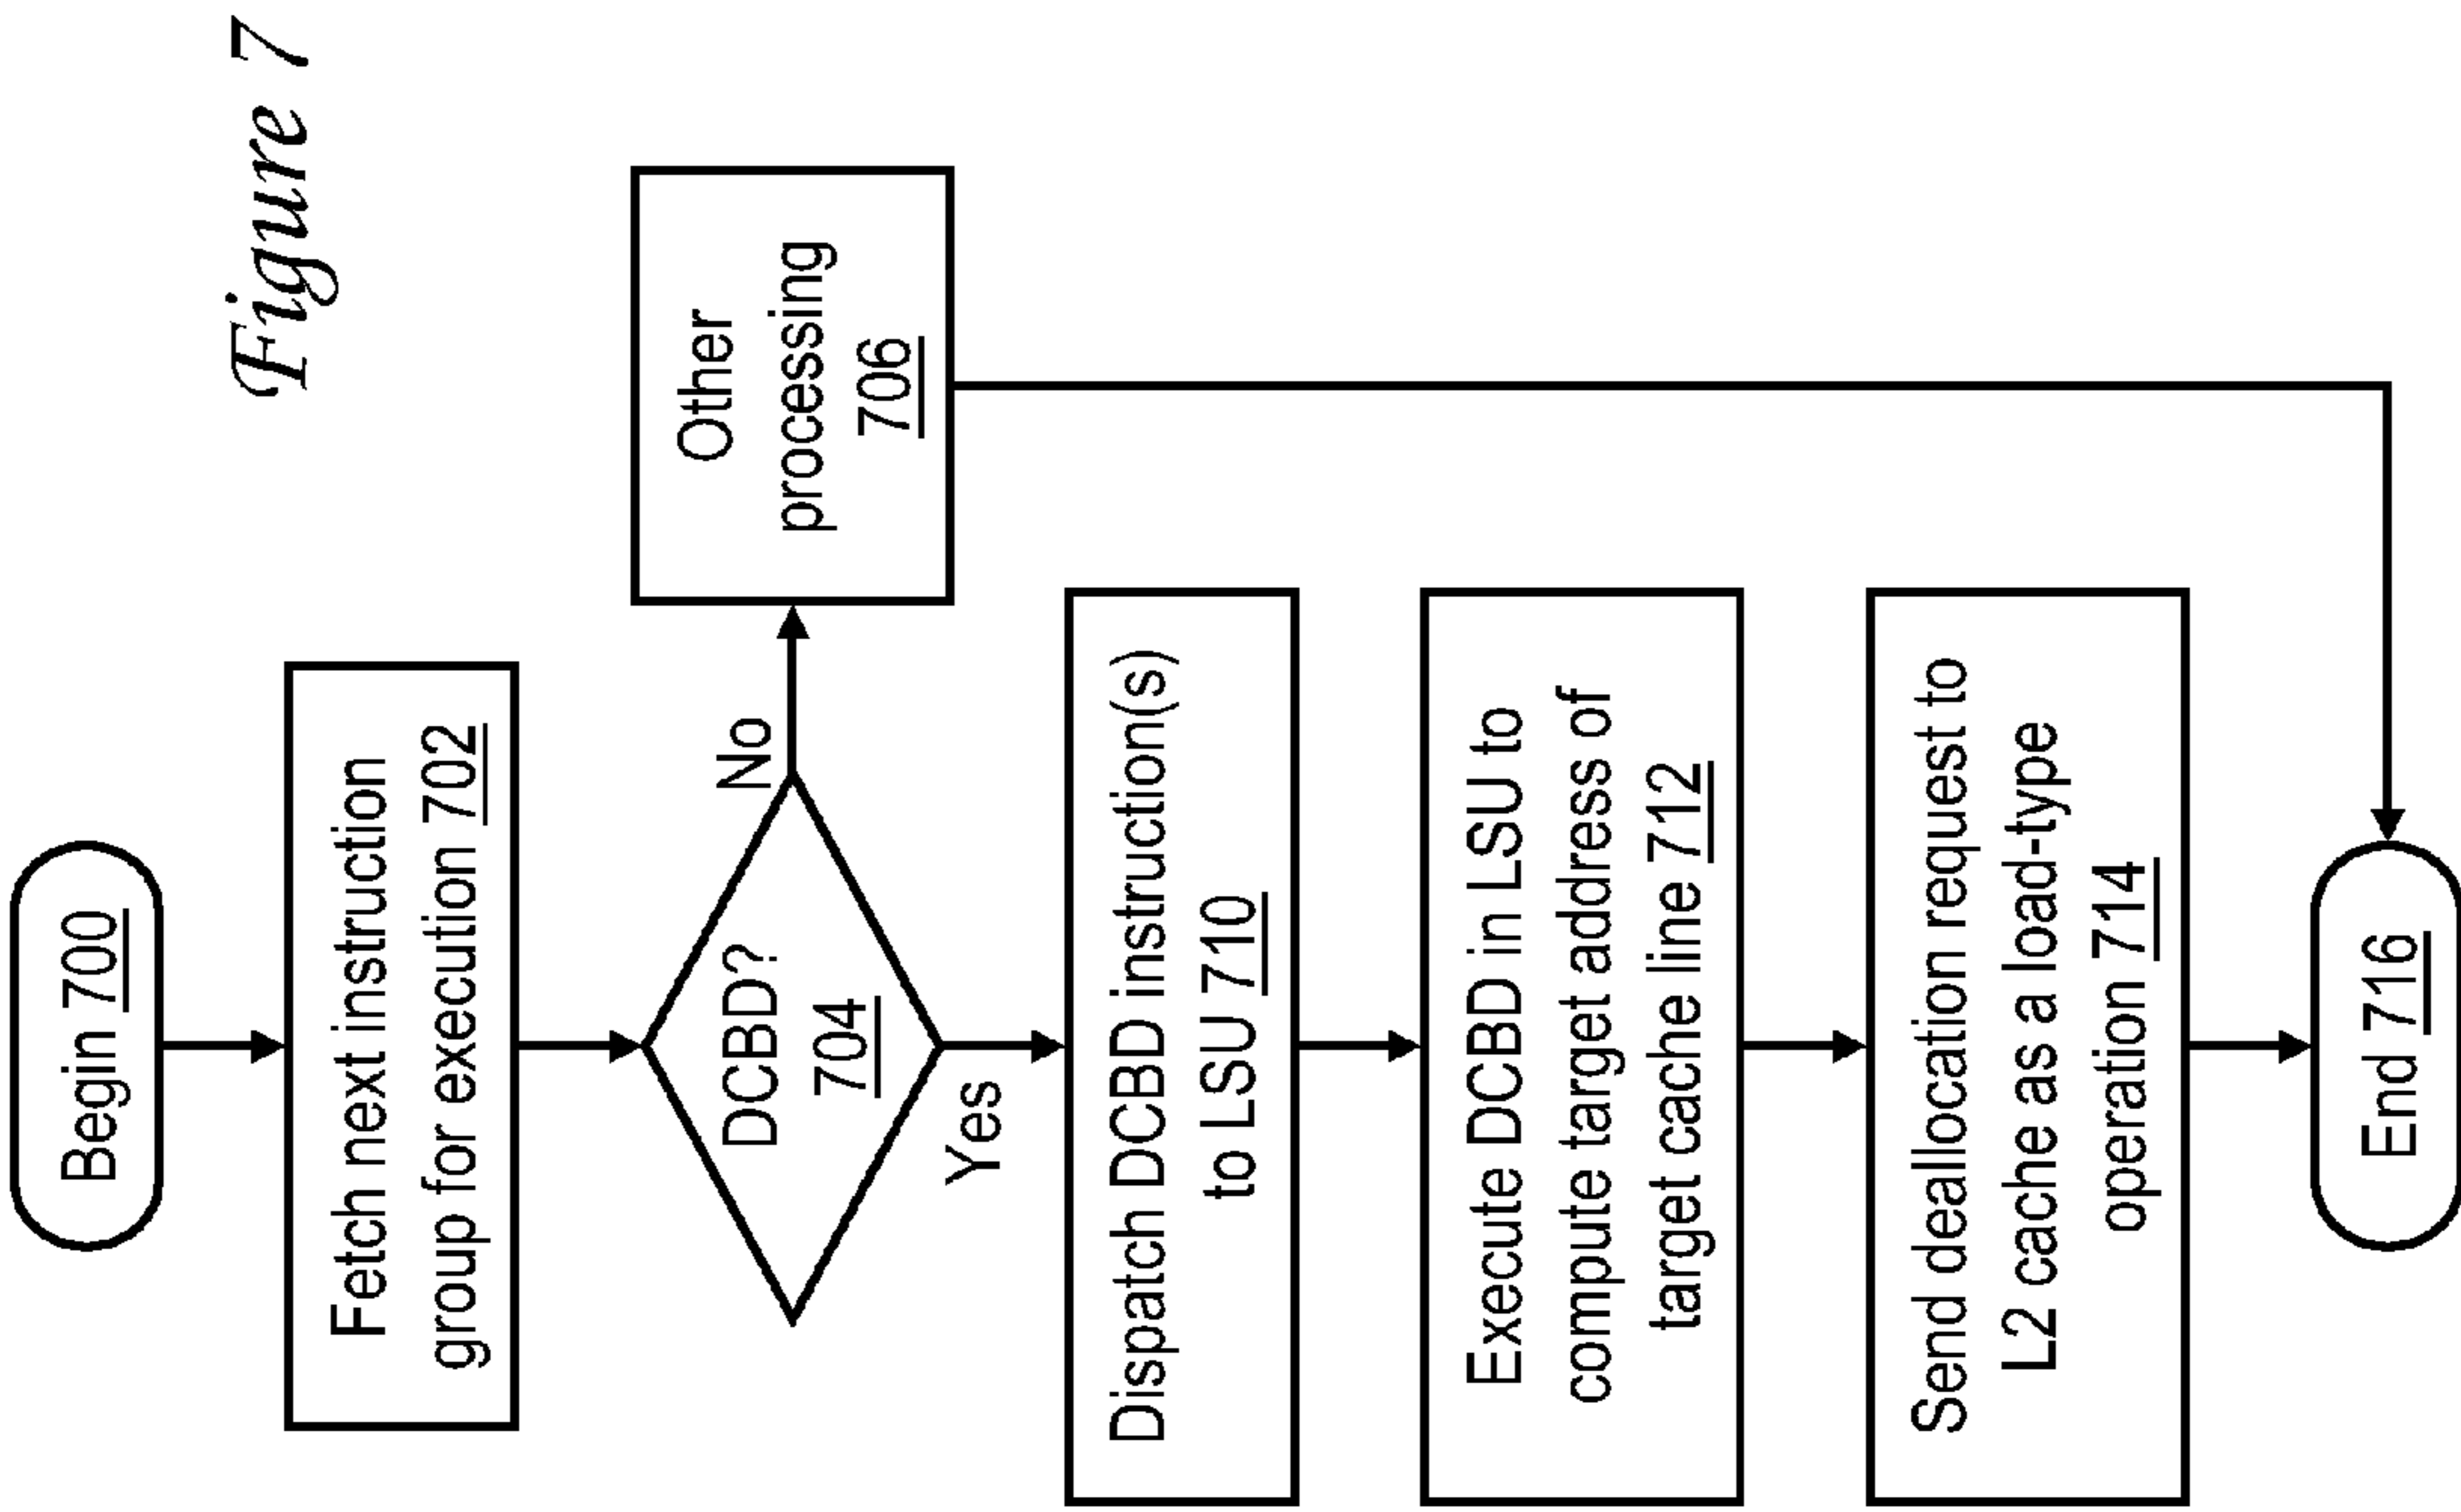 Figure 7
Begin 700
Fetch next instruction
group for execution 702
DCBD?
704
No
Other
processing
706
Yes
Dispatch DCBD instruction(s)
to LSU 710
Execute DCBD in LSU to
compute target address of
target cache line 712
Send deallocation request to
L2 cache as a load-type
operation 714
End 716